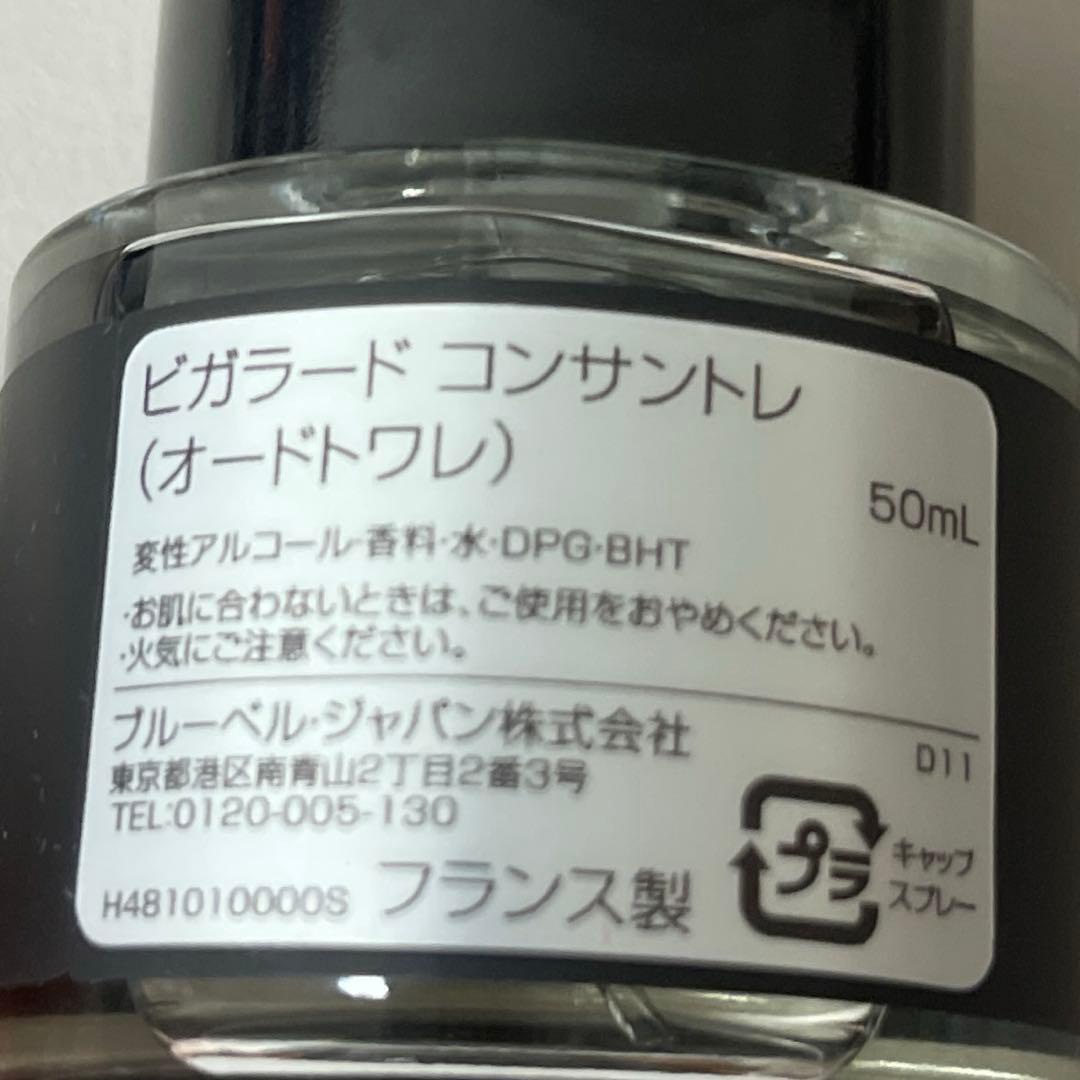 ビガラード コンサントレ
(オードトワレ)
50mL
変性アルコール・香料・水・DPG・BHT
・お肌に合わないときは、ご使用をおやめください。
・火気にご注意ください。
ブルーベル・ジャパン株式会社
D11
東京都港区南青山2丁目2番3号
TEL:0120-005-130
H481010000S フランス製
プラ
キャップ
スプレー